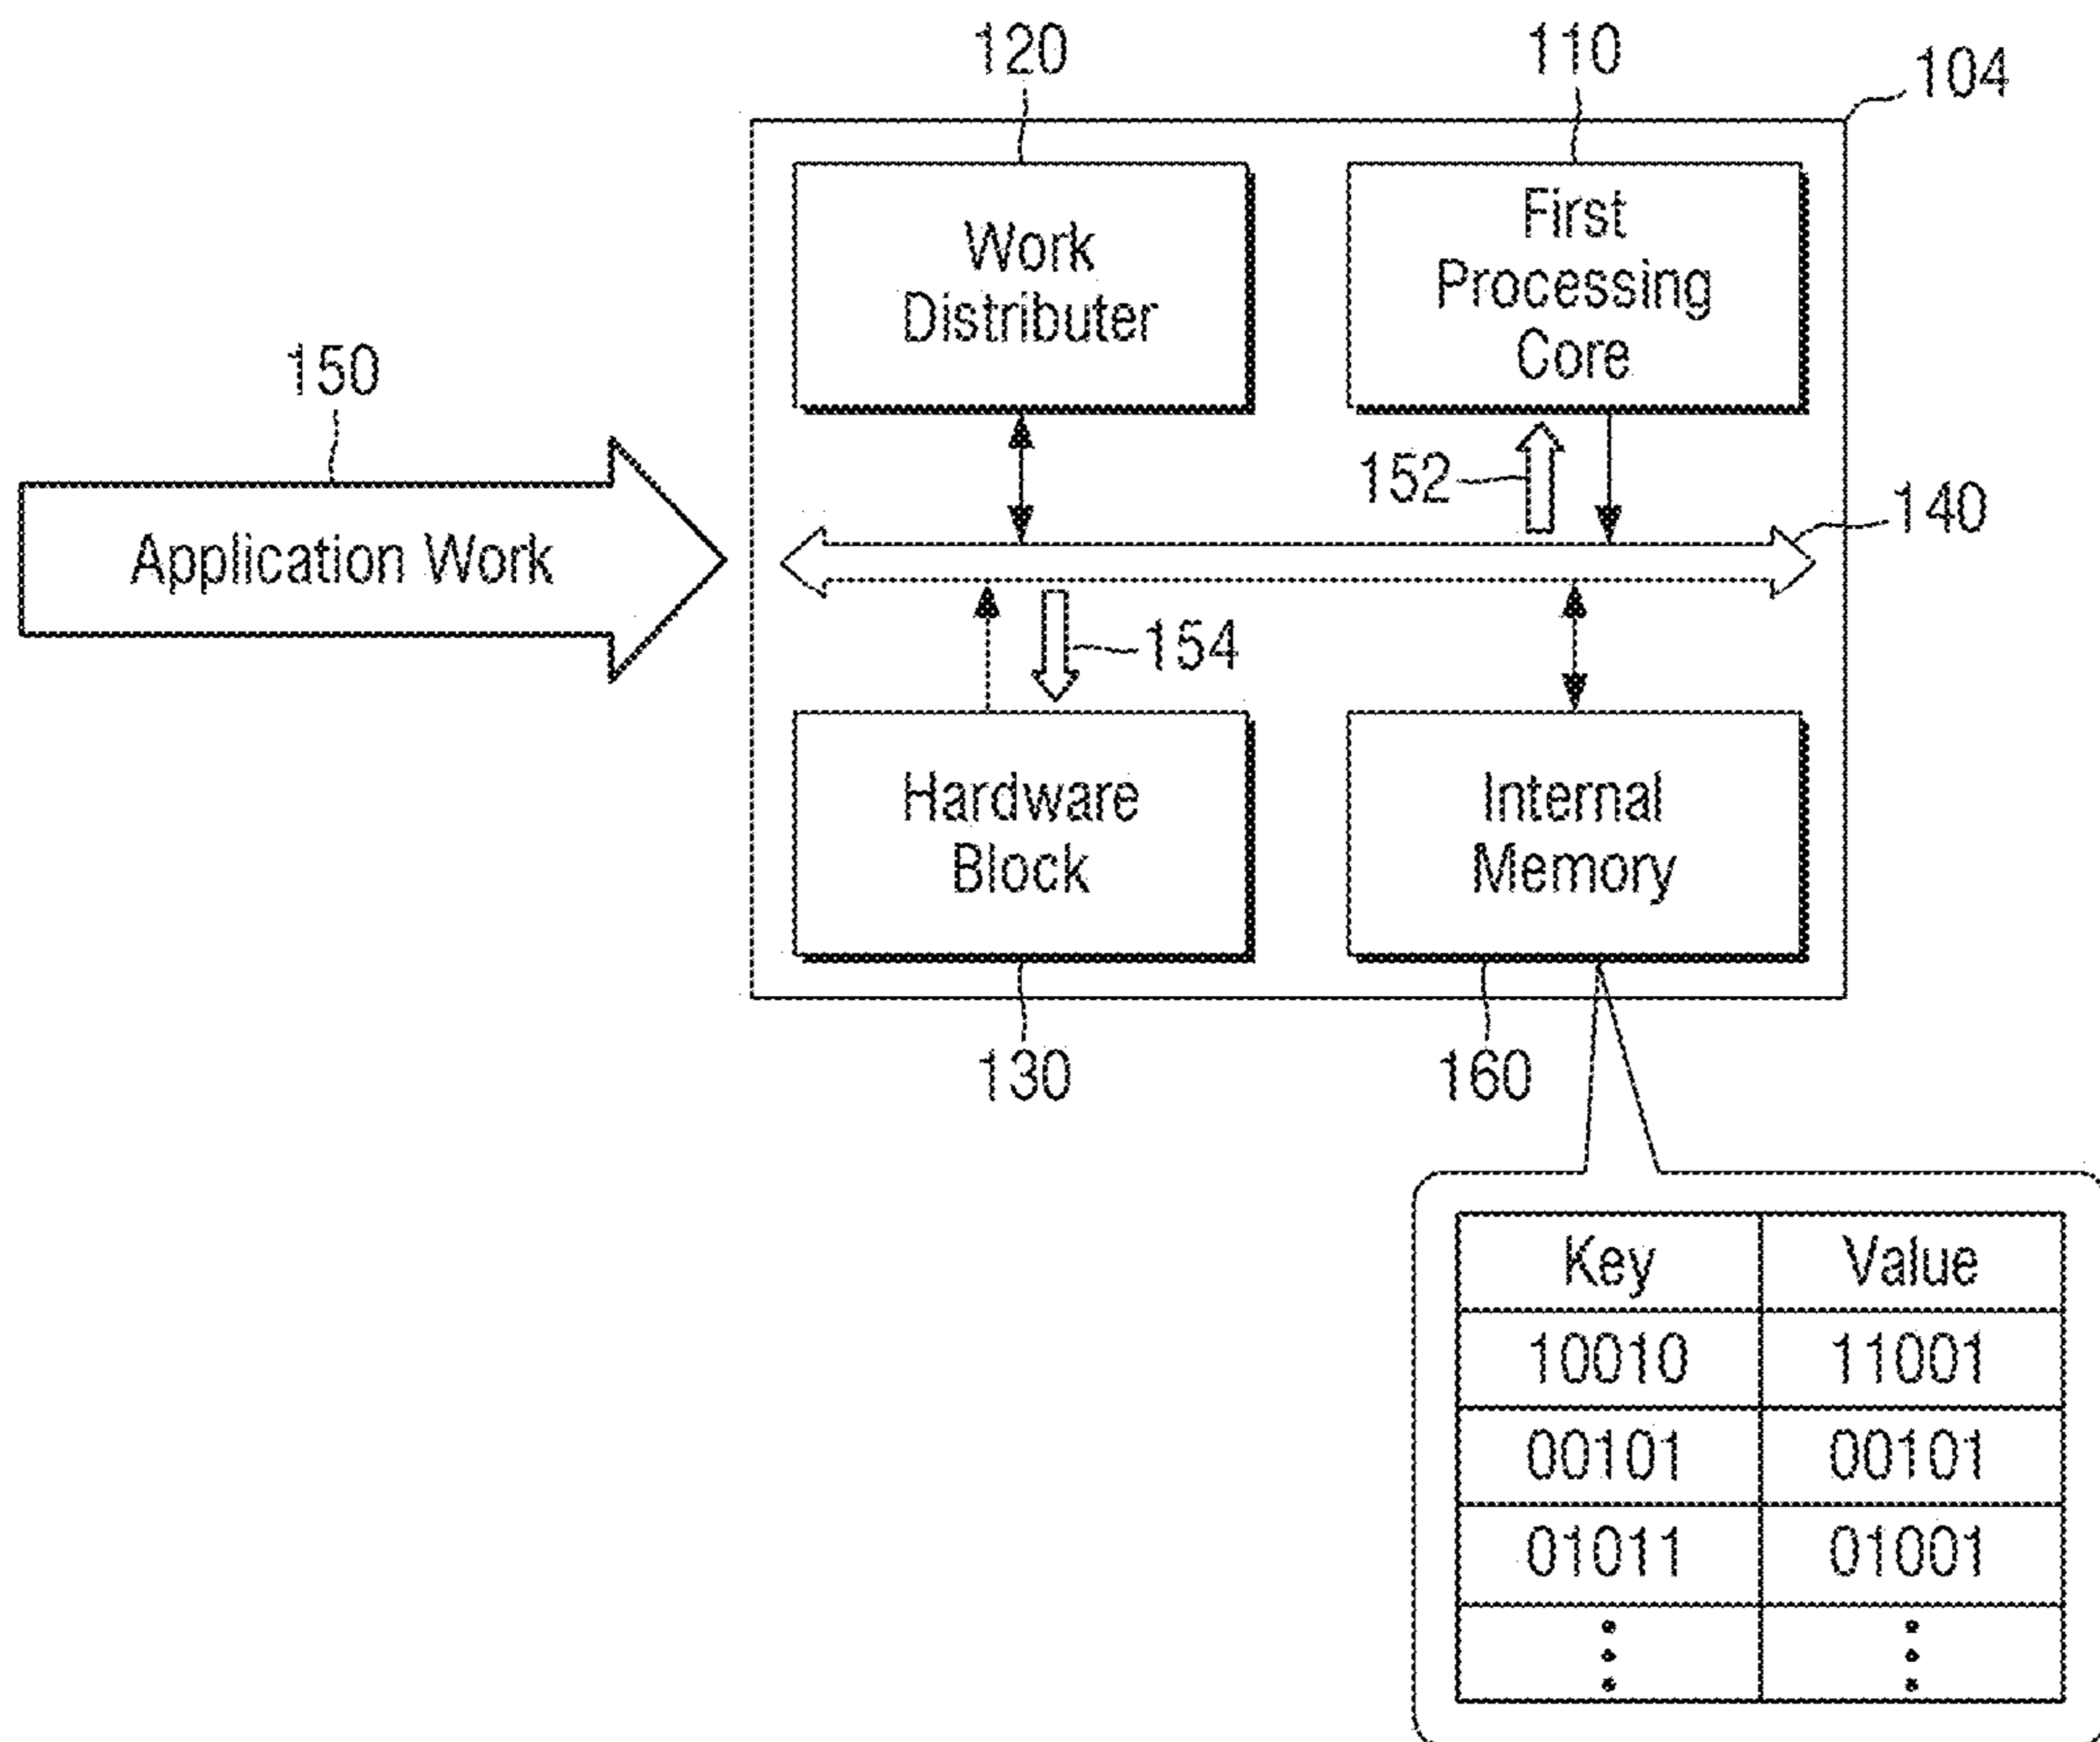 120
110
104
Work
Distributer
First
Processing
Core
150
Application Work
152
140
154
Hardware
Block
Internal
Memory
130
160
Key Value
10010 11001
00101 00101
01011 01001